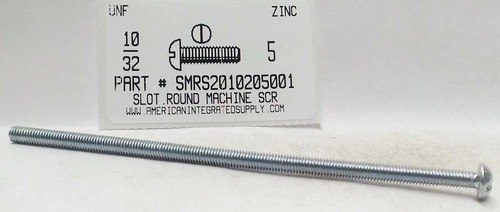 UNF ZINC
10
32
5
PART # SMRS2010205001
SLOT.ROUND MACHINE SCR
WWW.AMERICANINTEGRATEDSUPPLY.COM